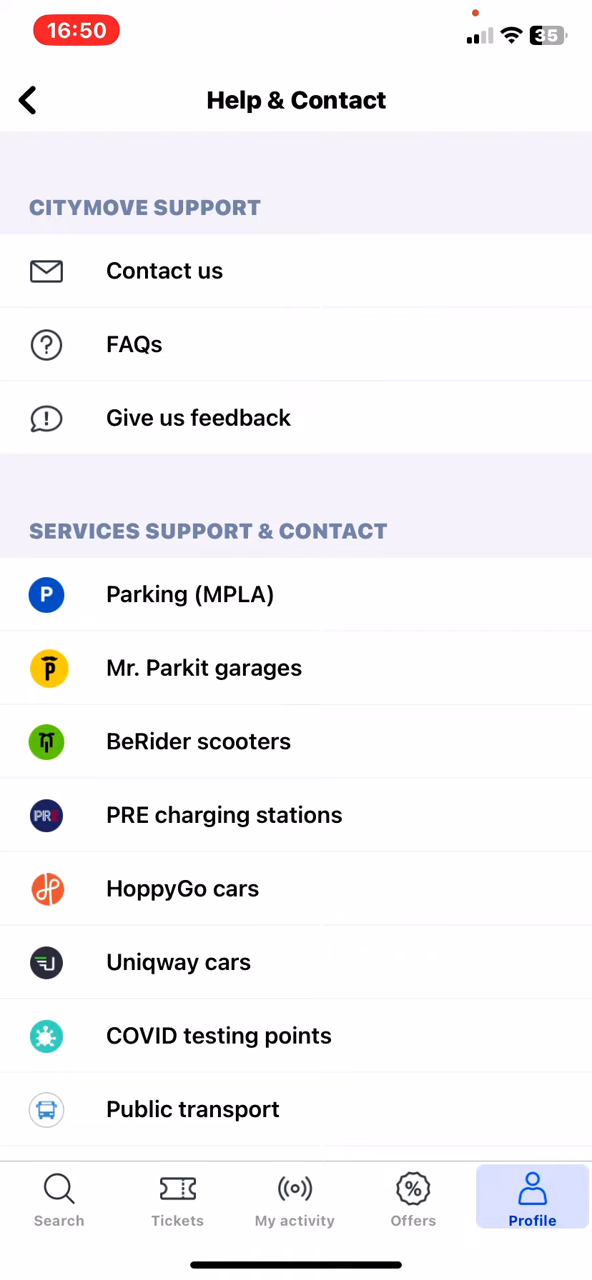 16:50
35
Help & Contact
CITYMOVE SUPPORT
Contact us
FAQs
Give us feedback
SERVICES SUPPORT & CONTACT
P
Parking (MPLA)
Mr. Parkit garages
BeRider scooters
PRE
PRE charging stations
HoppyGo cars
Uniqway cars
COVID testing points
Public transport
Search
Tickets
My activity
Offers
Profile